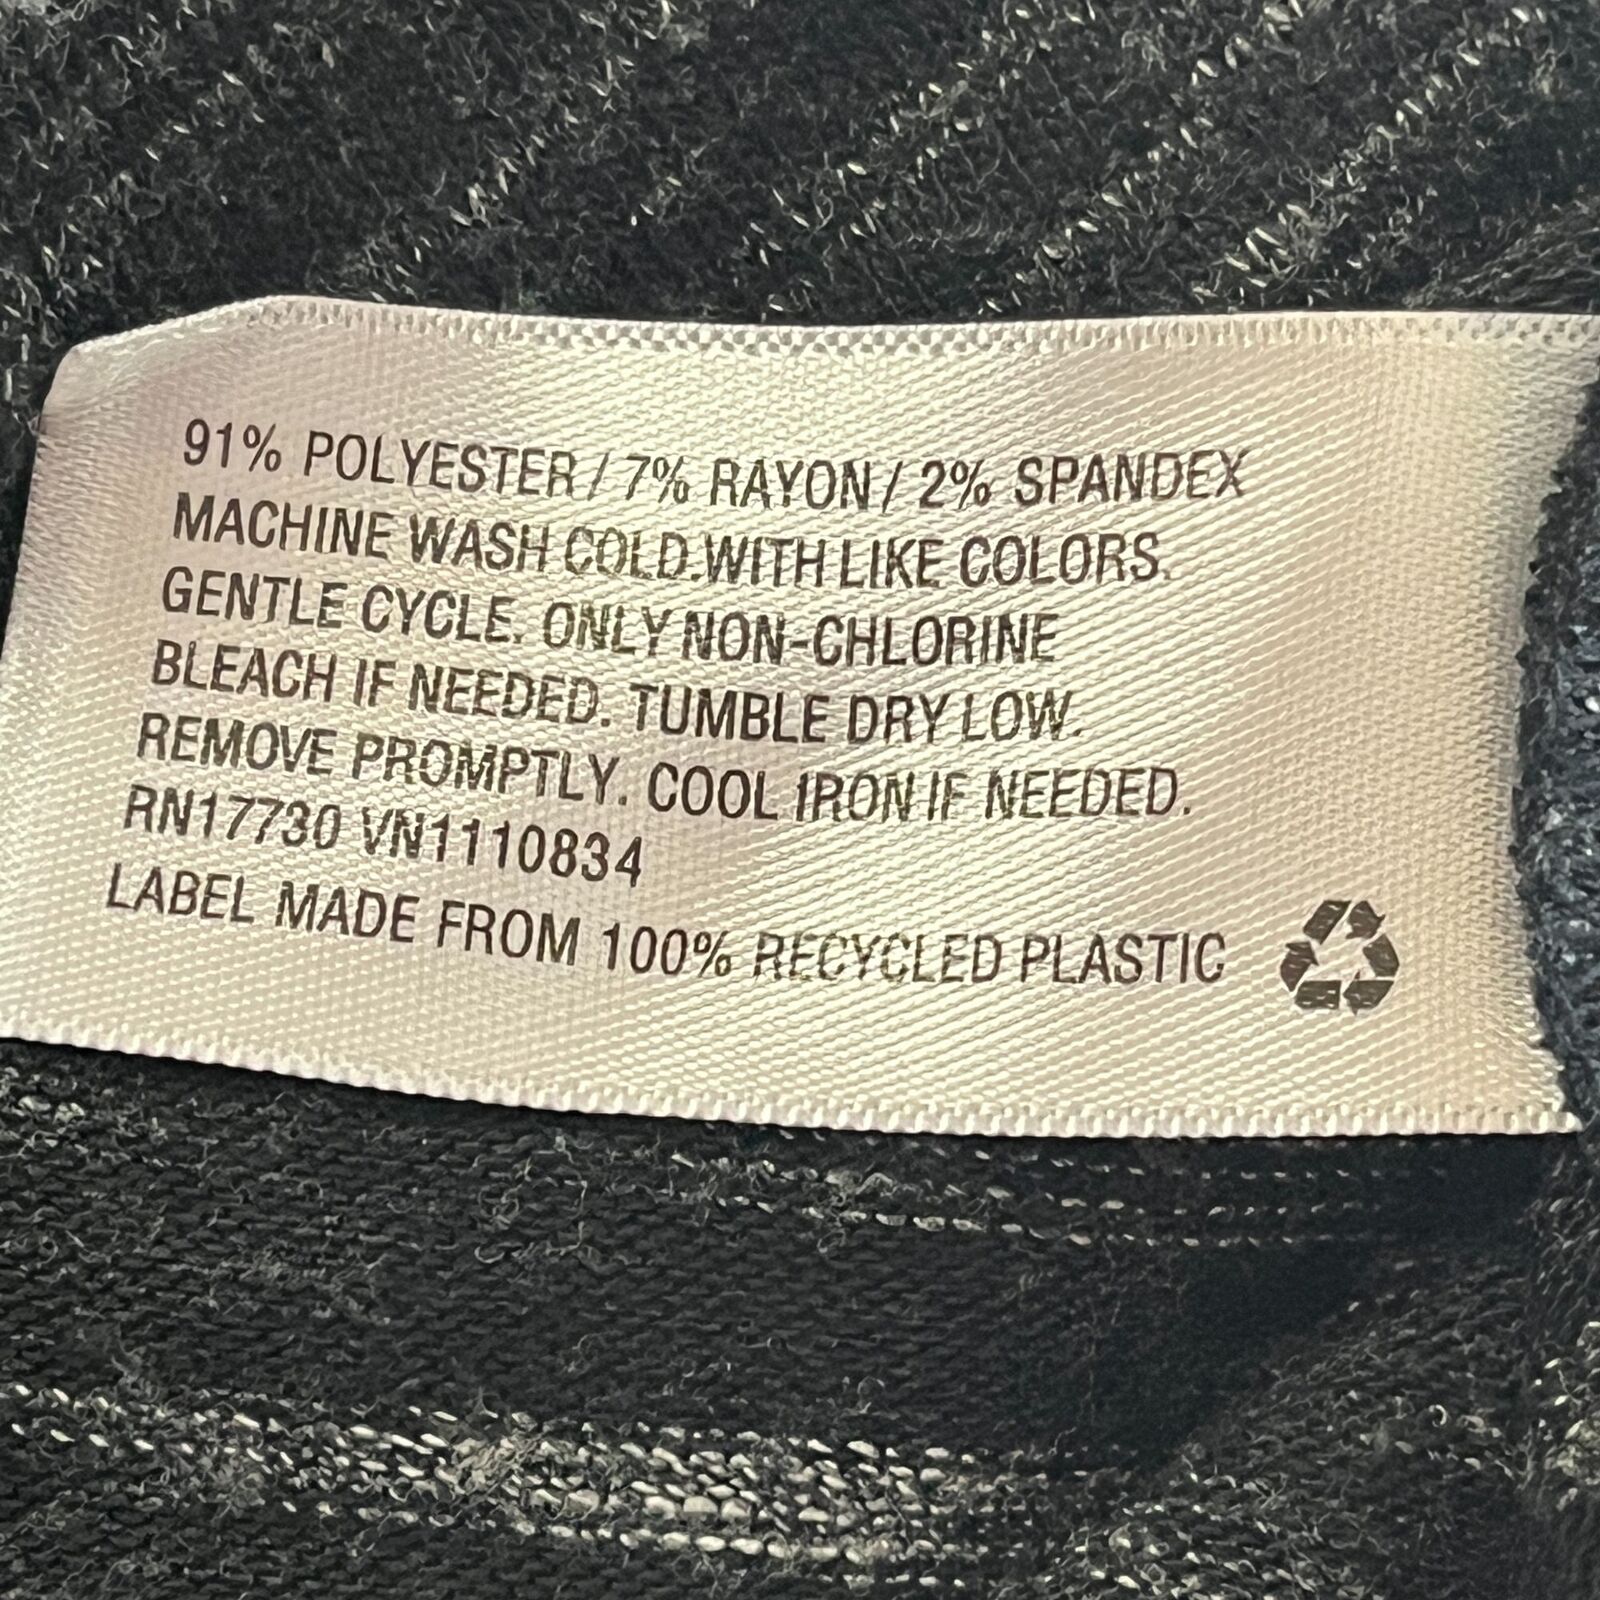 91% POLYESTER / 7% RAYON / 2% SPANDEX
MACHINE WASH COLD.WITH LIKE COLORS.
GENTLE CYCLE. ONLY NON-CHLORINE
BLEACH IF NEEDED. TUMBLE DRY LOW.
REMOVE PROMPTLY. COOL IRON IF NEEDED.
RN17730 VN1110834
LABEL MADE FROM 100% RECYCLED PLASTIC